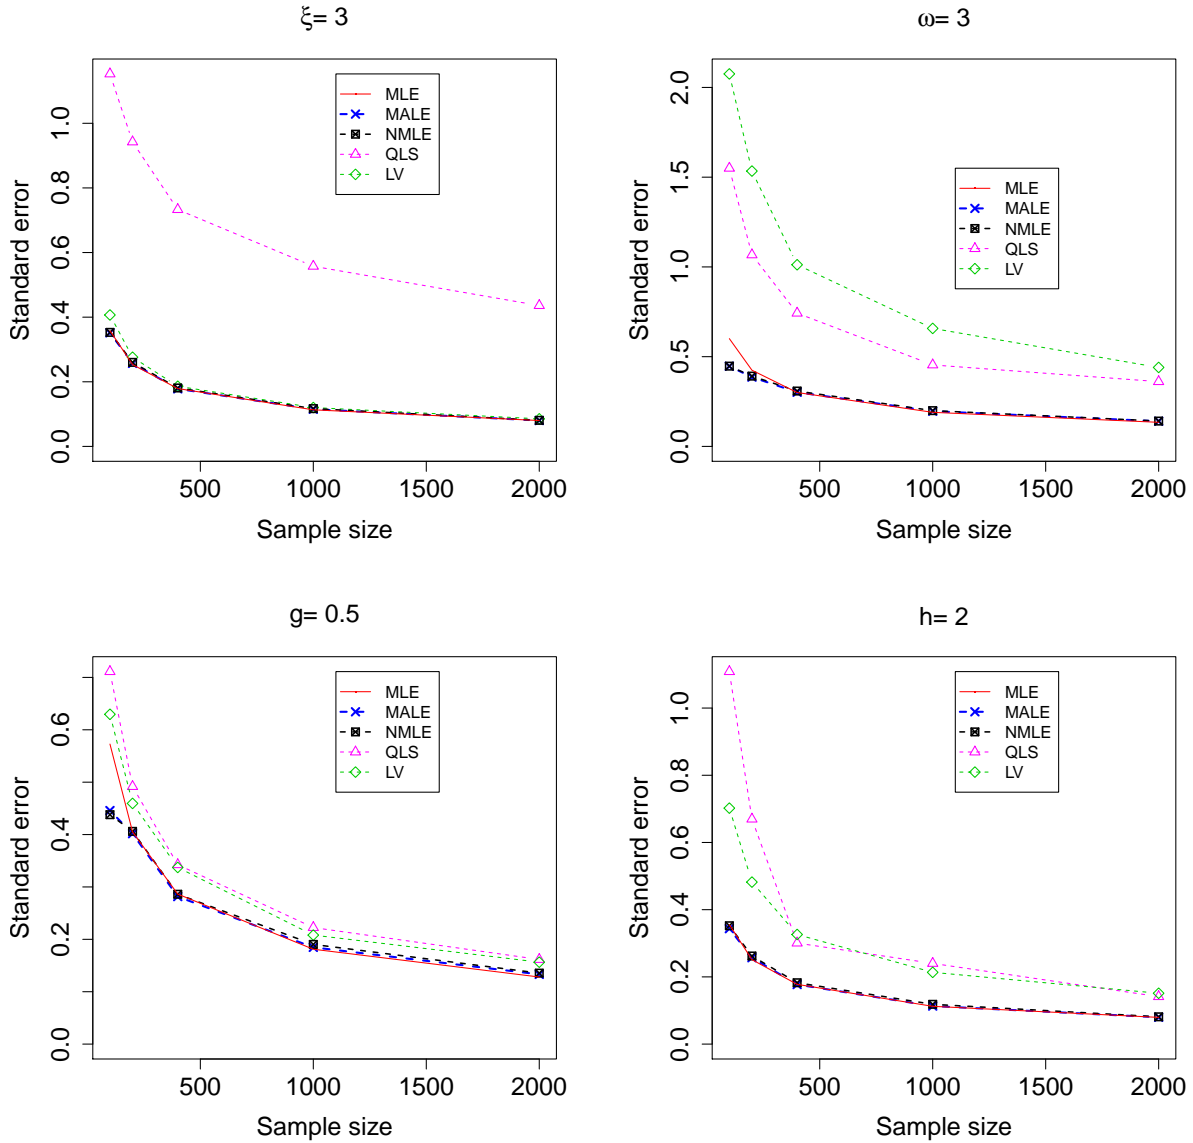 ξ= 3
Standard error
0.0 0.2 0.4 0.6 0.8 1.0
MLE
MALE
NMLE
QLS
LV
500 1000 1500 2000
Sample size
ω= 3
Standard error
0.0 0.5 1.0 1.5 2.0
MLE
MALE
NMLE
QLS
LV
500 1000 1500 2000
Sample size
g= 0.5
Standard error
0.0 0.2 0.4 0.6
MLE
MALE
NMLE
QLS
LV
500 1000 1500 2000
Sample size
h= 2
Standard error
0.0 0.2 0.4 0.6 0.8 1.0
MLE
MALE
NMLE
QLS
LV
500 1000 1500 2000
Sample size